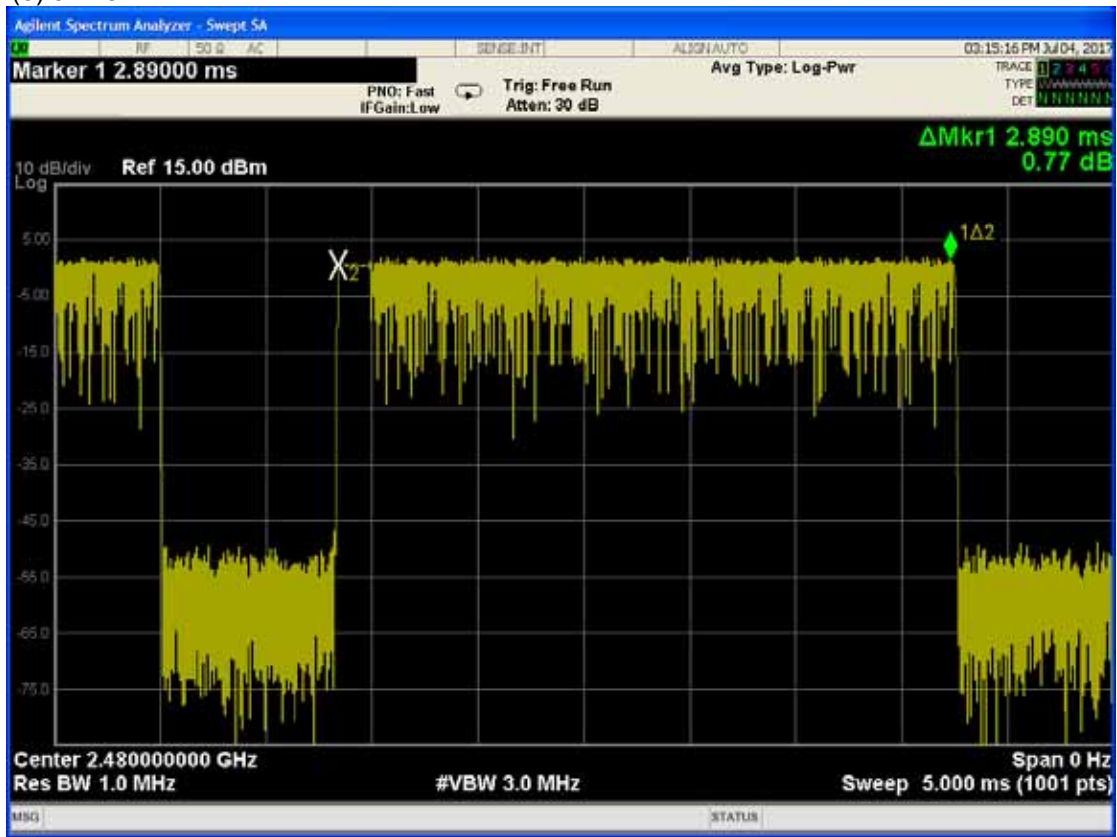 Agilent Spectrum Analyzer - Swept SA
RF 50 Ω AC SENSE:INT ALIGN AUTO 03:15:16 PM Jul 04, 2017
Marker 1 2.89000 ms
PNO: Fast
IFGain:Low
Trig: Free Run
Atten: 30 dB
Avg Type: Log-Pwr
TRACE 1 2 3 4 5
TYPE
DET N N N N N N
ΔMkr1 2.890 ms
0.77 dB
10 dB/div Ref 15.00 dBm
Log
5.00
-5.00
-15.0
-25.0
-35.0
-45.0
-55.0
-65.0
-75.0
X2
1Δ2
Center 2.480000000 GHz Span 0 Hz
Res BW 1.0 MHz #VBW 3.0 MHz Sweep 5.000 ms (1001 pts)
MSG STATUS